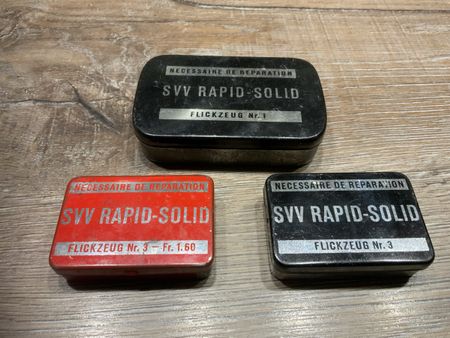 NECESSAIRE DE REPARATION
SVV RAPID-SOLID
FLICKZEUG Nr. 1
NECESSAIRE DE REPARATION
SVV RAPID-SOLID
FLICKZEUG Nr. 3 – Fr. 1.60
NECESSAIRE DE REPARATION
SVV RAPID-SOLID
FLICKZEUG Nr. 3